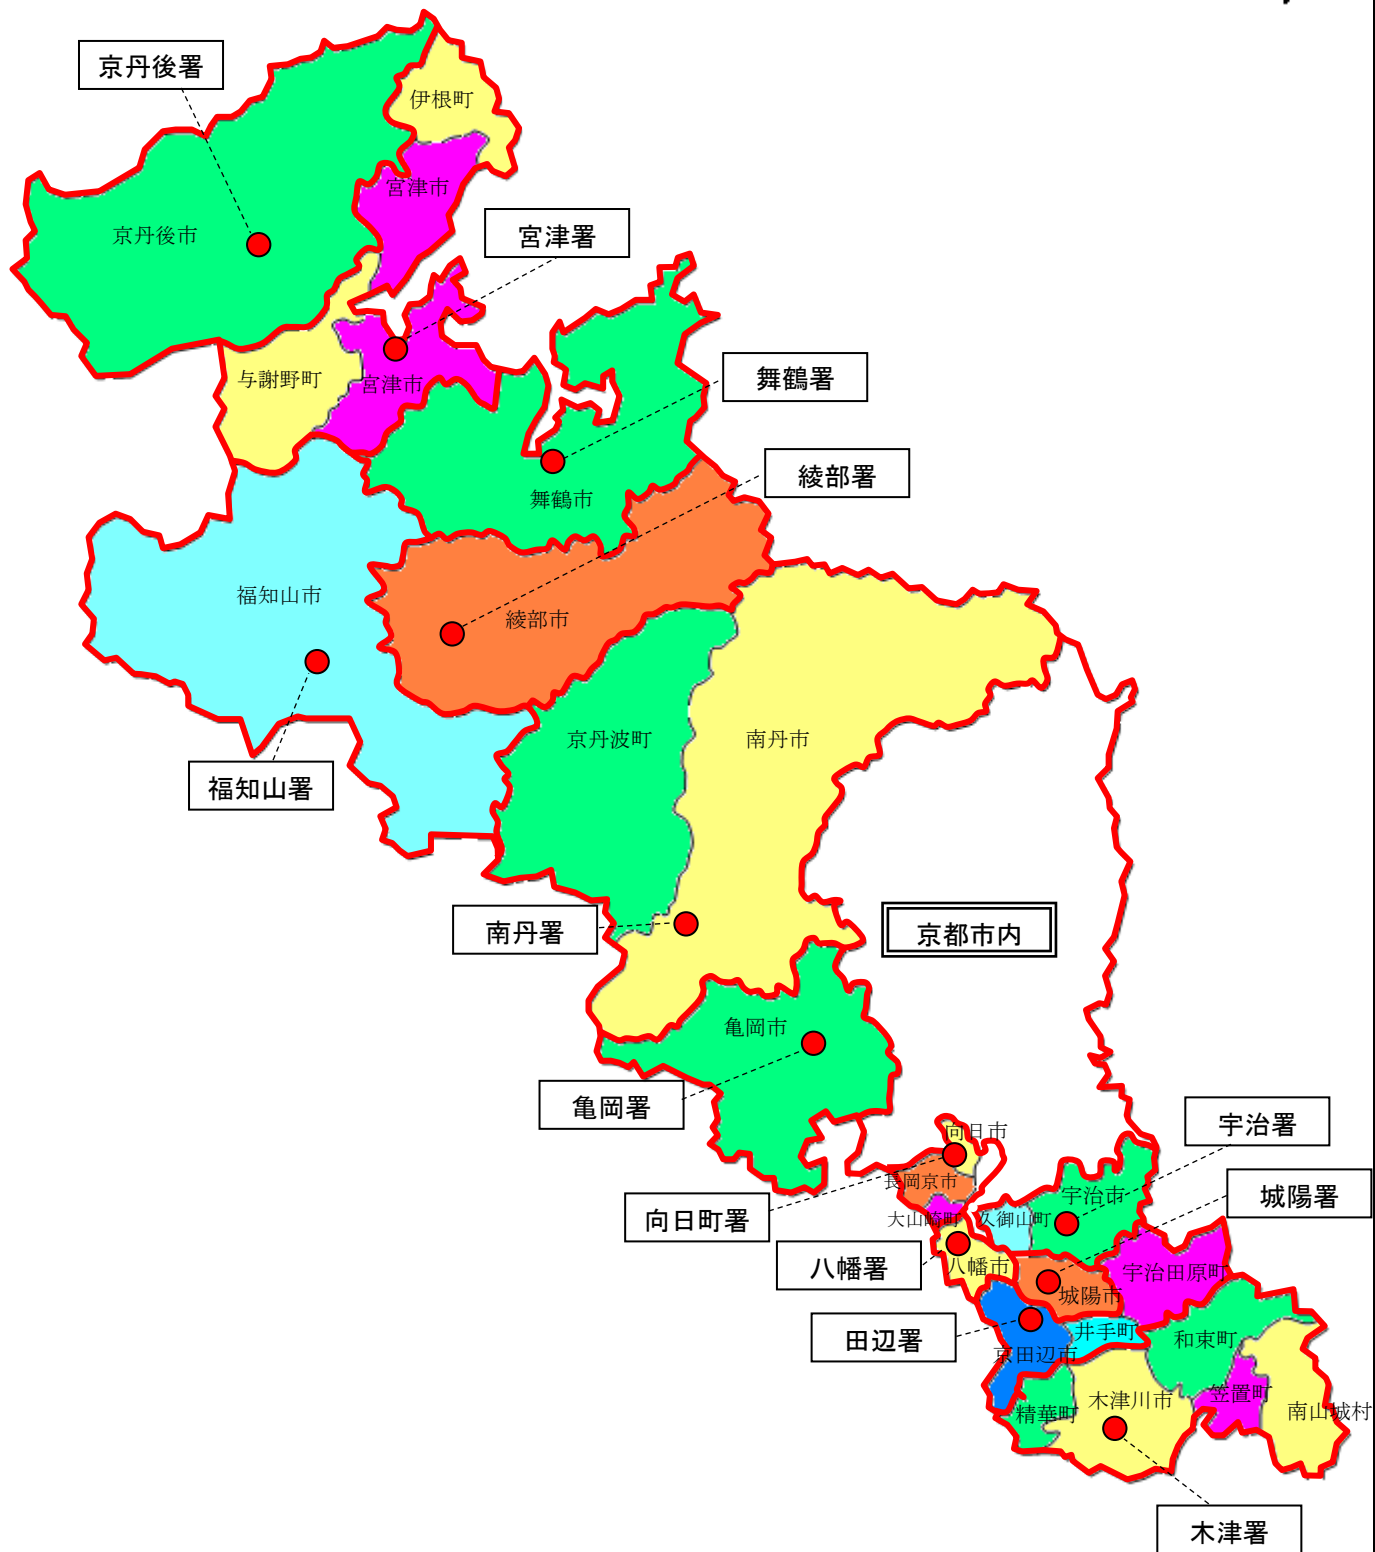 京丹後署
伊根町
宮津市
京丹後市
宮津署
与謝野町
宮津市
舞鶴署
綾部署
舞鶴市
福知山市
綾部市
京丹波町
南丹市
福知山署
南丹署
京都市内
亀岡市
亀岡署
宇治署
向日市
長岡京市
宇治市
城陽署
向日町署
大山崎町
久御山町
八幡署
八幡市
宇治田原町
城陽市
田辺署
井手町
和束町
京田辺市
笠置町
木津川市
南山城村
精華町
木津署